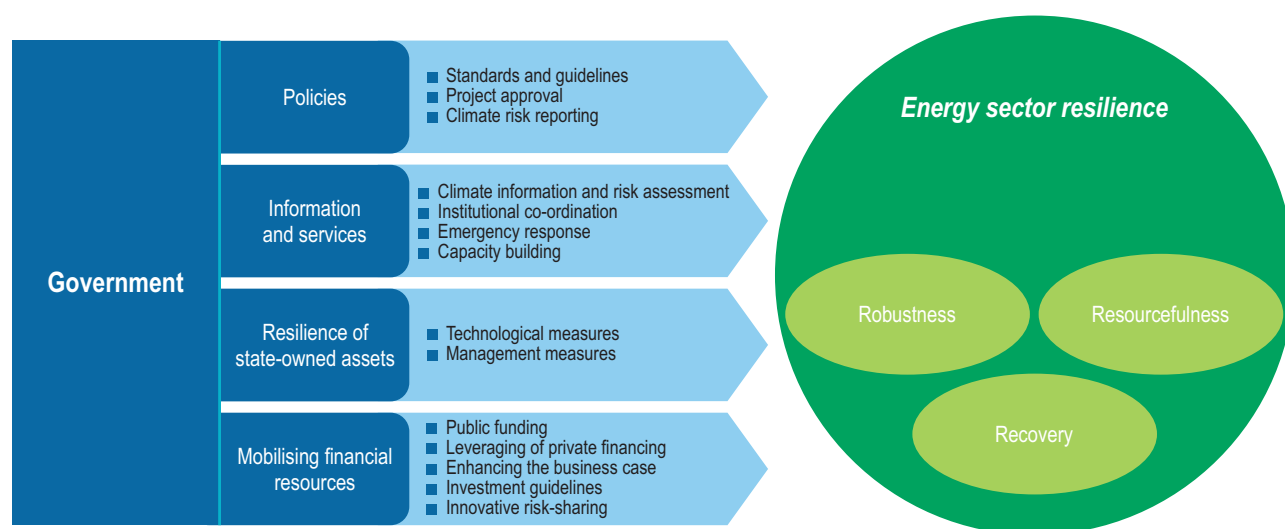 Government
Policies
Standards and guidelines
Project approval
Climate risk reporting
Information
and services
Climate information and risk assessment
Institutional co-ordination
Emergency response
Capacity building
Resilience of
state-owned assets
Technological measures
Management measures
Mobilising financial
resources
Public funding
Leveraging of private financing
Enhancing the business case
Investment guidelines
Innovative risk-sharing
Energy sector resilience
Robustness
Resourcefulness
Recovery